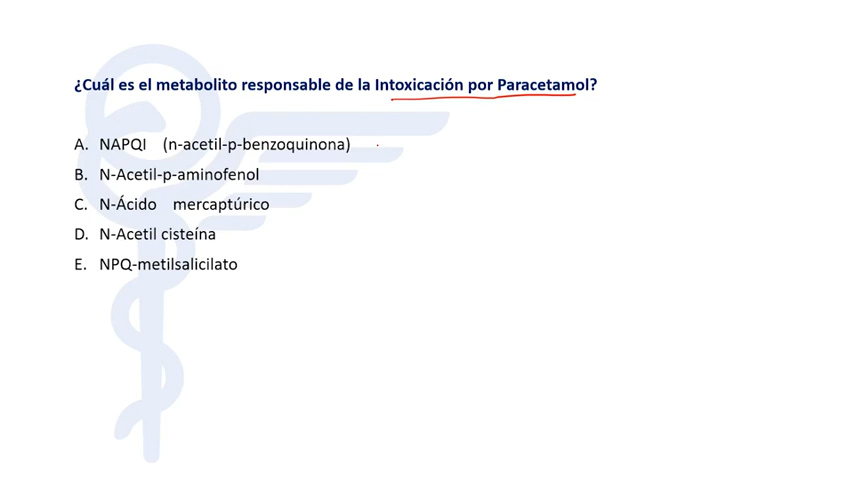 ¿Cuál es el metabolito responsable de la Intoxicación por Paracetamol?
A. NAPQI (n-acetil-p-benzoquinona)
B. N-Acetil-p-aminofenol
C. N-Ácido mercaptúrico
D. N-Acetil cisteína
E. NPQ-metilsalicilato